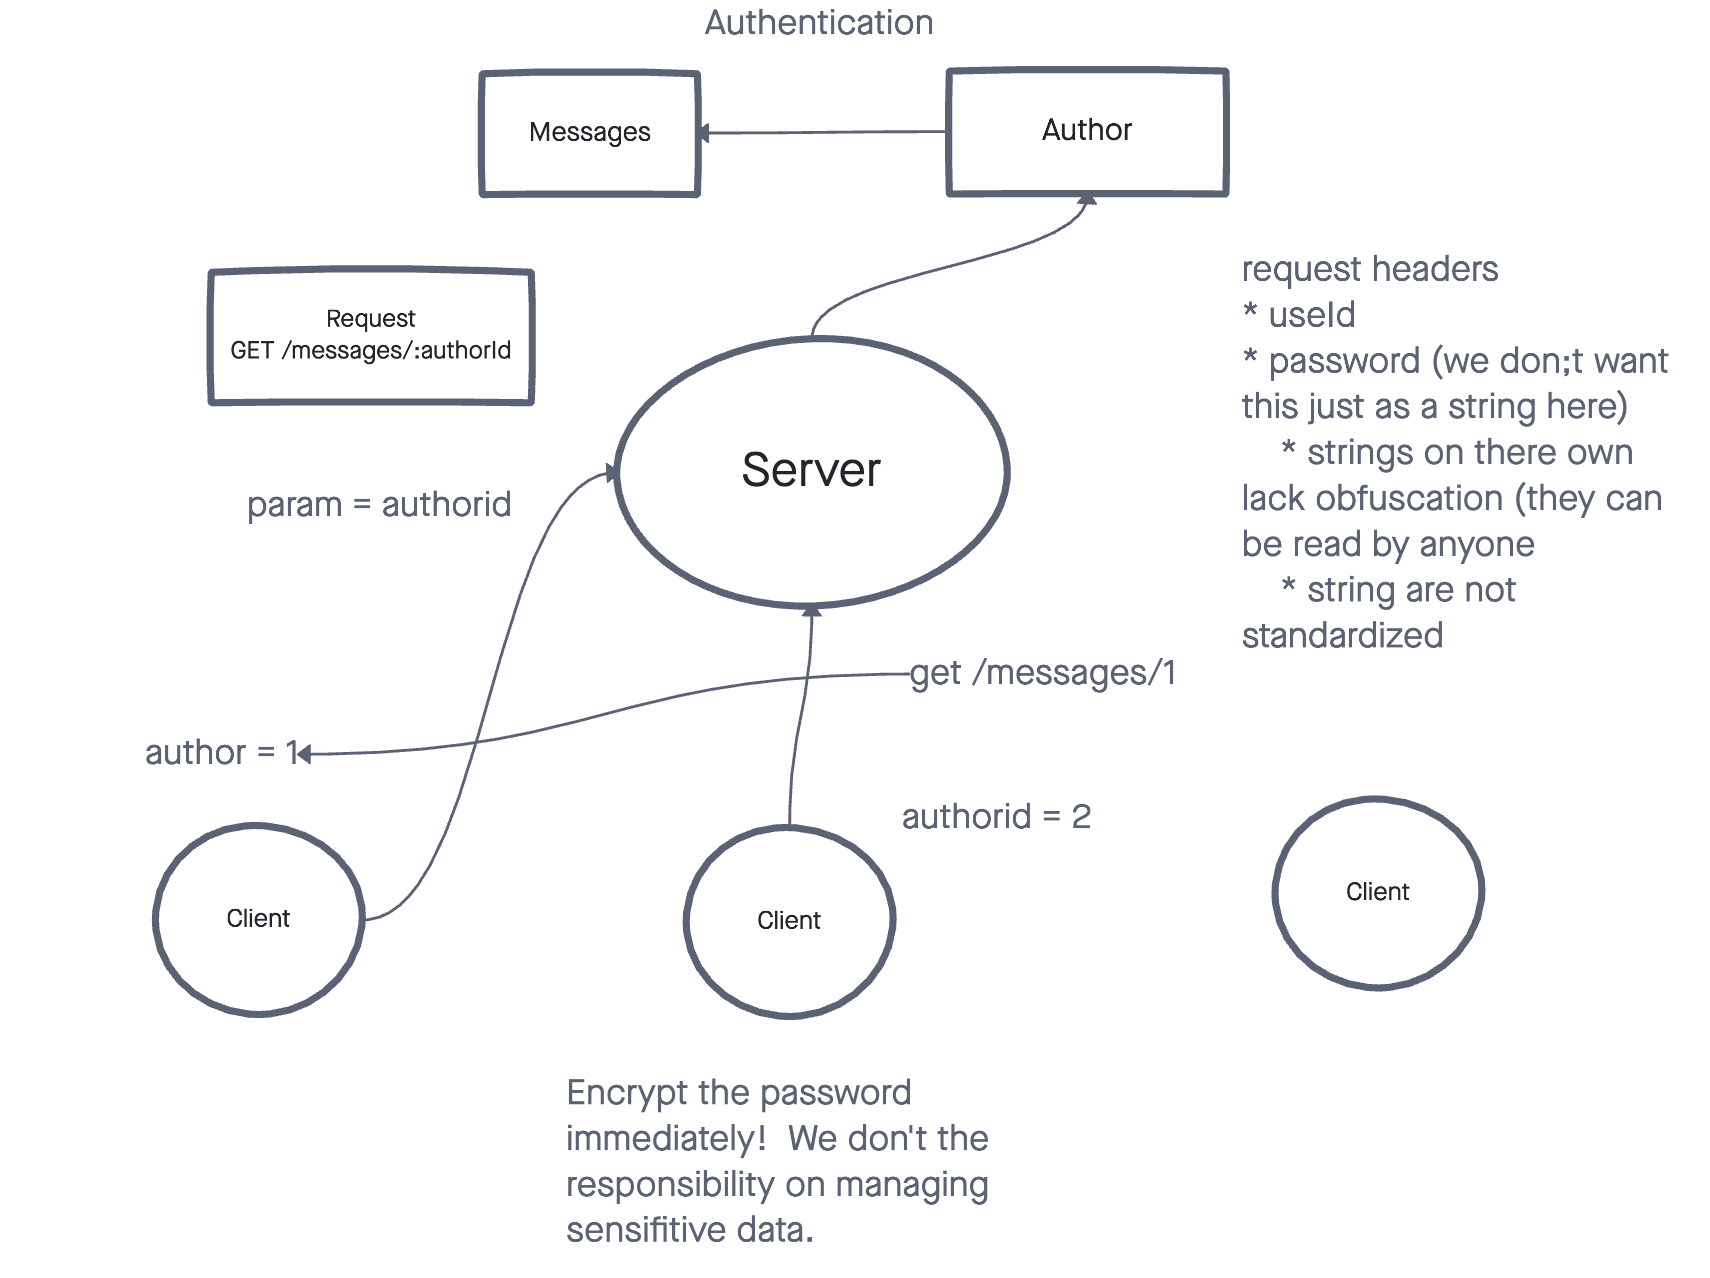 Authentication
Messages
Author
Request
GET /messages/:authorId
request headers
* useId
* password (we don;t want
this just as a string here)
* strings on there own
lack obfuscation (they can
be read by anyone
* string are not
standardized
Server
param = authorid
get /messages/1
author = 1
authorid = 2
Client
Client
Client
Encrypt the password
immediately!  We don't the
responsibility on managing
sensifitive data.